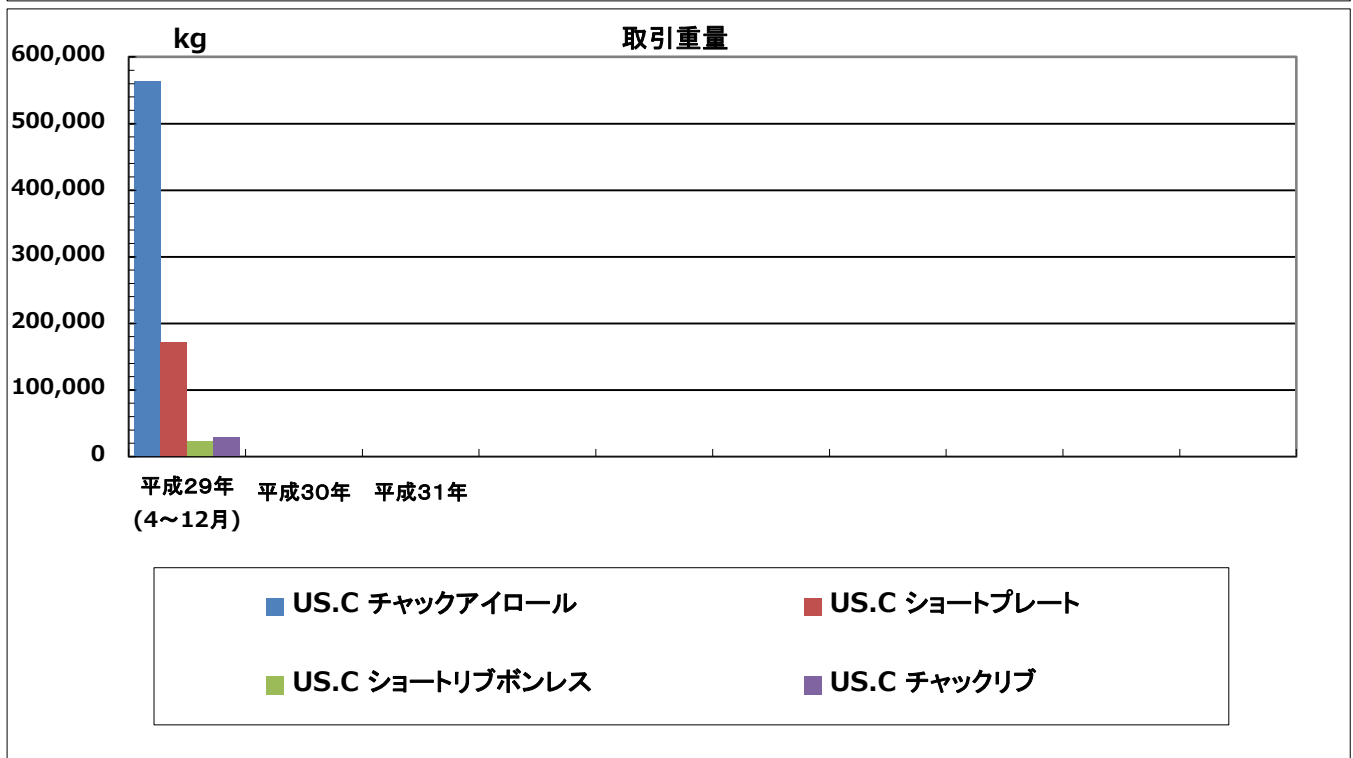 kg
取引重量
600,000
500,000
400,000
300,000
200,000
100,000
0
平成29年 平成30年 平成31年
(4～12月)
US.C チャックアイロール US.C ショートプレート
US.C ショートリブボンレス US.C チャックリブ